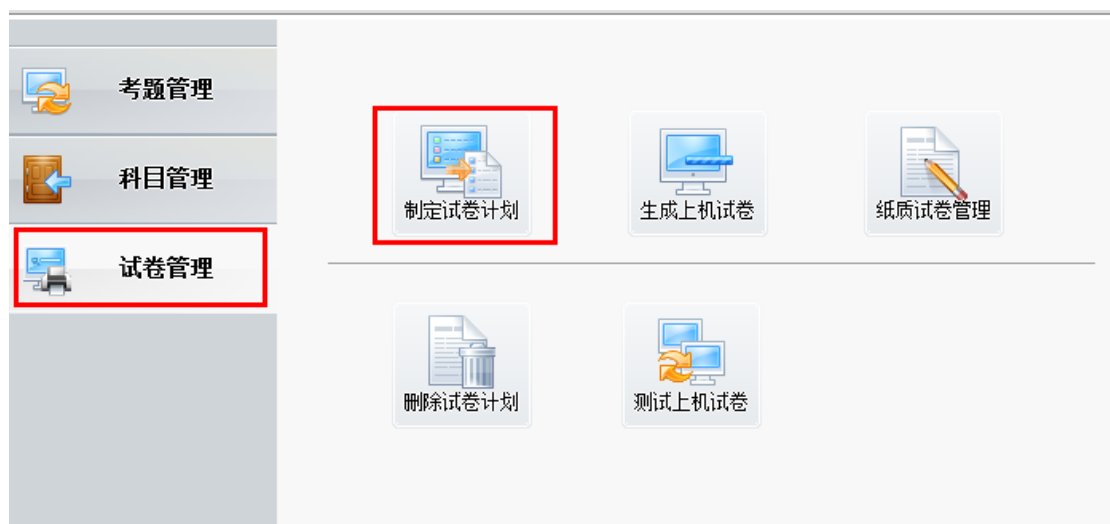 考题管理
科目管理
试卷管理
制定试卷计划
生成上机试卷
纸质试卷管理
删除试卷计划
测试上机试卷